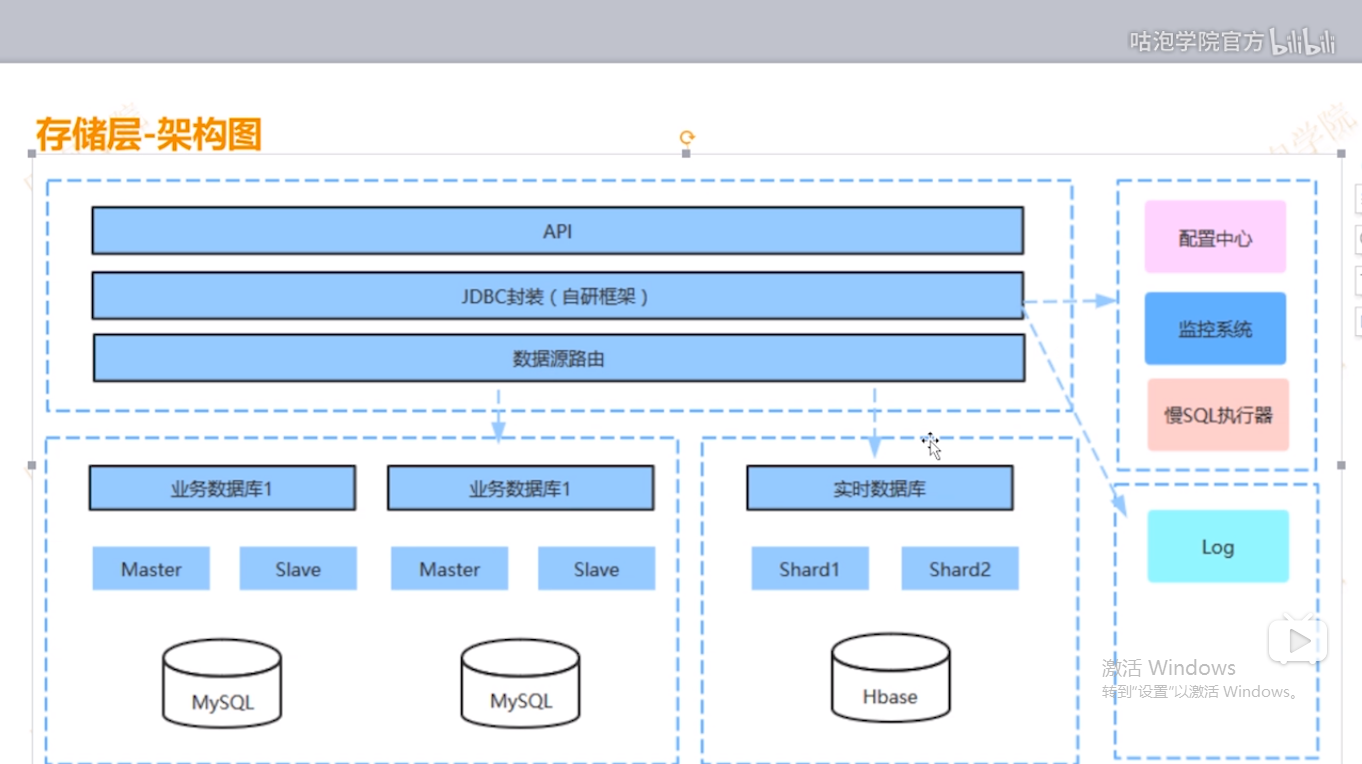 咕泡学院官方 bilibili
存储层-架构图
API
JDBC封装（自研框架）
数据源路由
配置中心
监控系统
慢SQL执行器
业务数据库1
业务数据库1
实时数据库
Master
Slave
Master
Slave
Shard1
Shard2
MySQL
MySQL
Hbase
Log
激活 Windows
转到“设置”以激活 Windows。